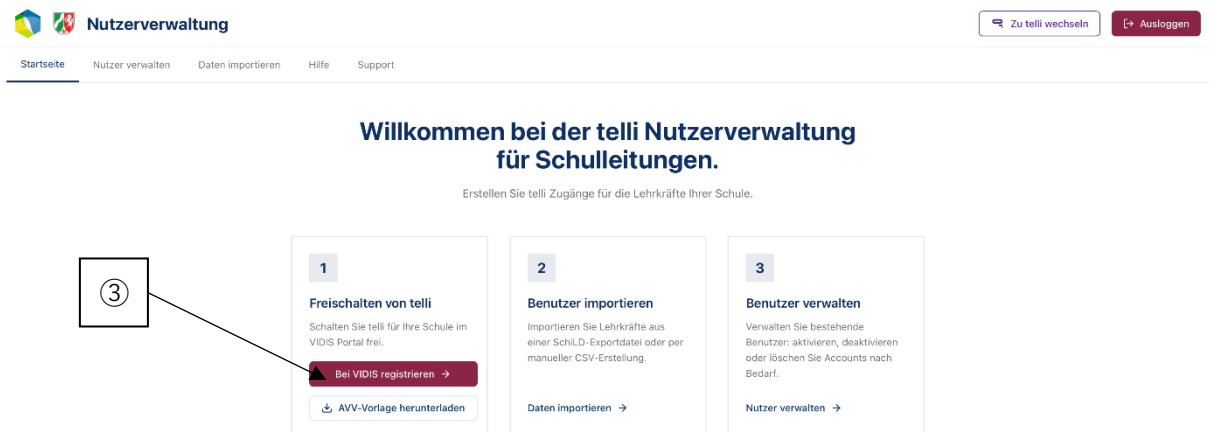 Nutzerverwaltung
Zu telli wechseln
Ausloggen
Startseite
Nutzer verwalten
Daten importieren
Hilfe
Support
Willkommen bei der telli Nutzerverwaltung
für Schulleitungen.
Erstellen Sie telli Zugänge für die Lehrkräfte Ihrer Schule.
③
1
Freischalten von telli
Schalten Sie telli für Ihre Schule im
VIDIS Portal frei.
Bei VIDIS registrieren →
AVV-Vorlage herunterladen
2
Benutzer importieren
Importieren Sie Lehrkräfte aus
einer SchiLD-Exportdatei oder per
manueller CSV-Erstellung.
Daten importieren →
3
Benutzer verwalten
Verwalten Sie bestehende
Benutzer: aktivieren, deaktivieren
oder löschen Sie Accounts nach
Bedarf.
Nutzer verwalten →